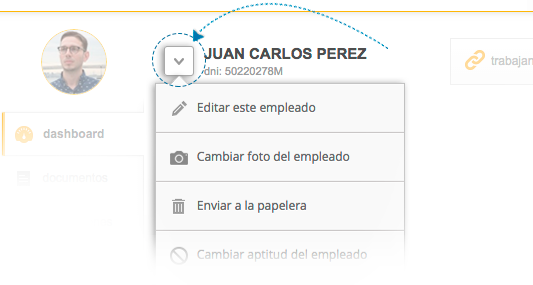 JUAN CARLOS PEREZ
dni: 50220278M
trabajan
dashboard
documentos
Editar este empleado
Cambiar foto del empleado
Enviar a la papelera
Cambiar aptitud del empleado